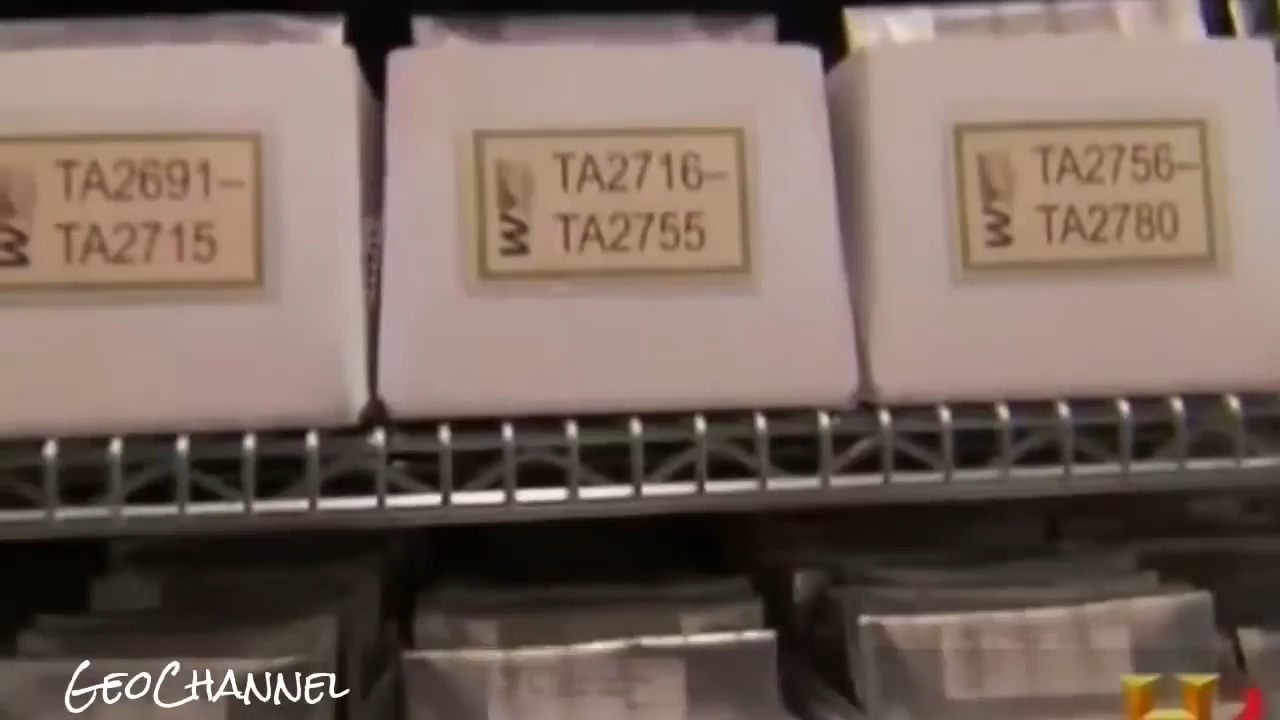 TA2691–
TA2715
W
TA2716–
TA2755
W
TA2756–
TA2780
W
GEOCHANNEL
H